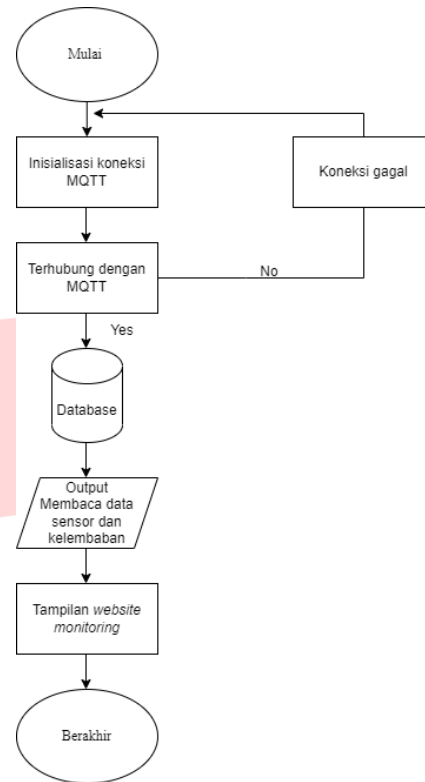 Mulai
Inisialisasi koneksi
MQTT
Koneksi gagal
Terhubung dengan
MQTT
No
Yes
Database
Output
Membaca data
sensor dan
kelembaban
Tampilan website
monitoring
Berakhir